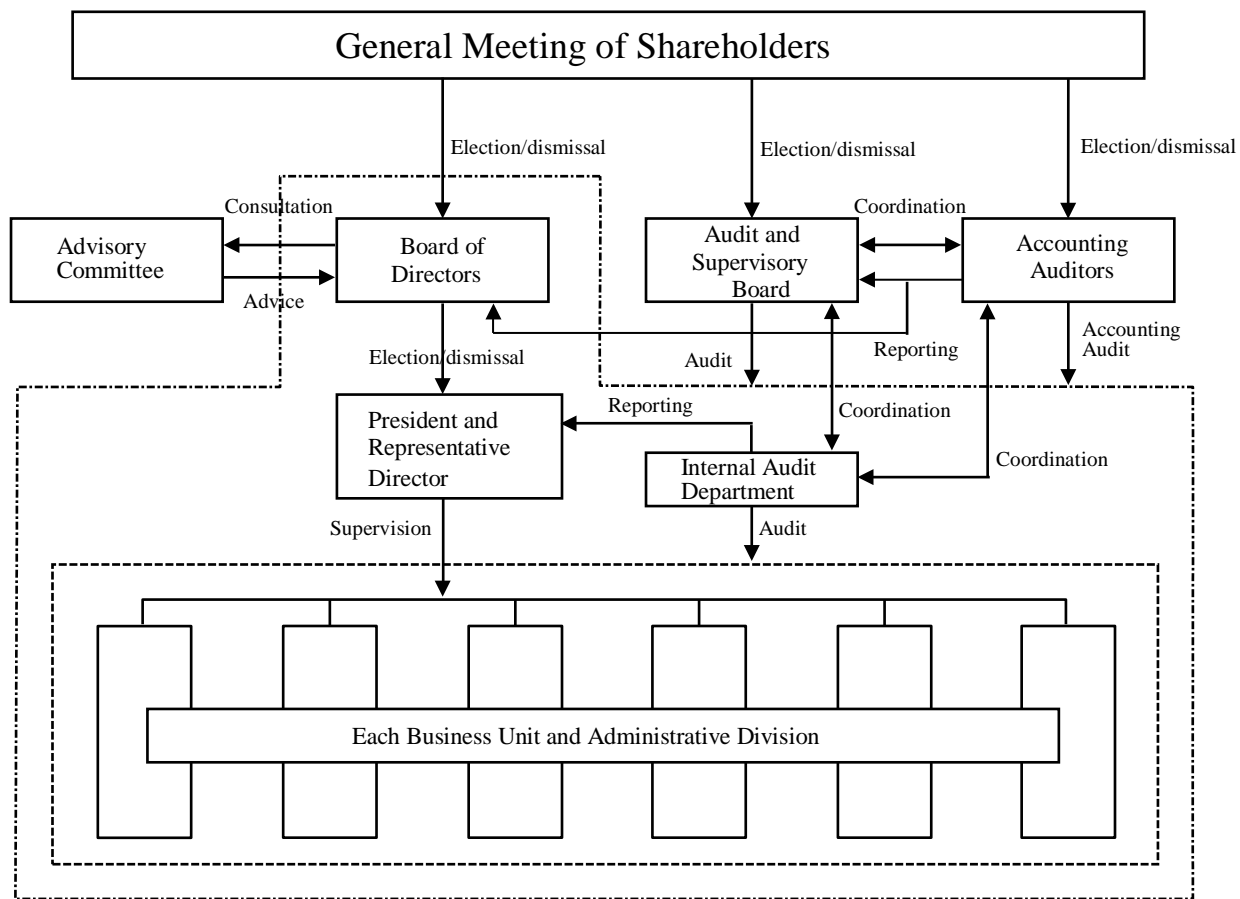 General Meeting of Shareholders
Election/dismissal
Election/dismissal
Election/dismissal
Consultation
Coordination
Advisory
Committee
Board of
Directors
Audit and
Supervisory
Board
Accounting
Auditors
Advice
Reporting
Accounting
Audit
Election/dismissal
Audit
President and
Representative
Director
Reporting
Coordination
Internal Audit
Department
Coordination
Supervision
Audit
Each Business Unit and Administrative Division